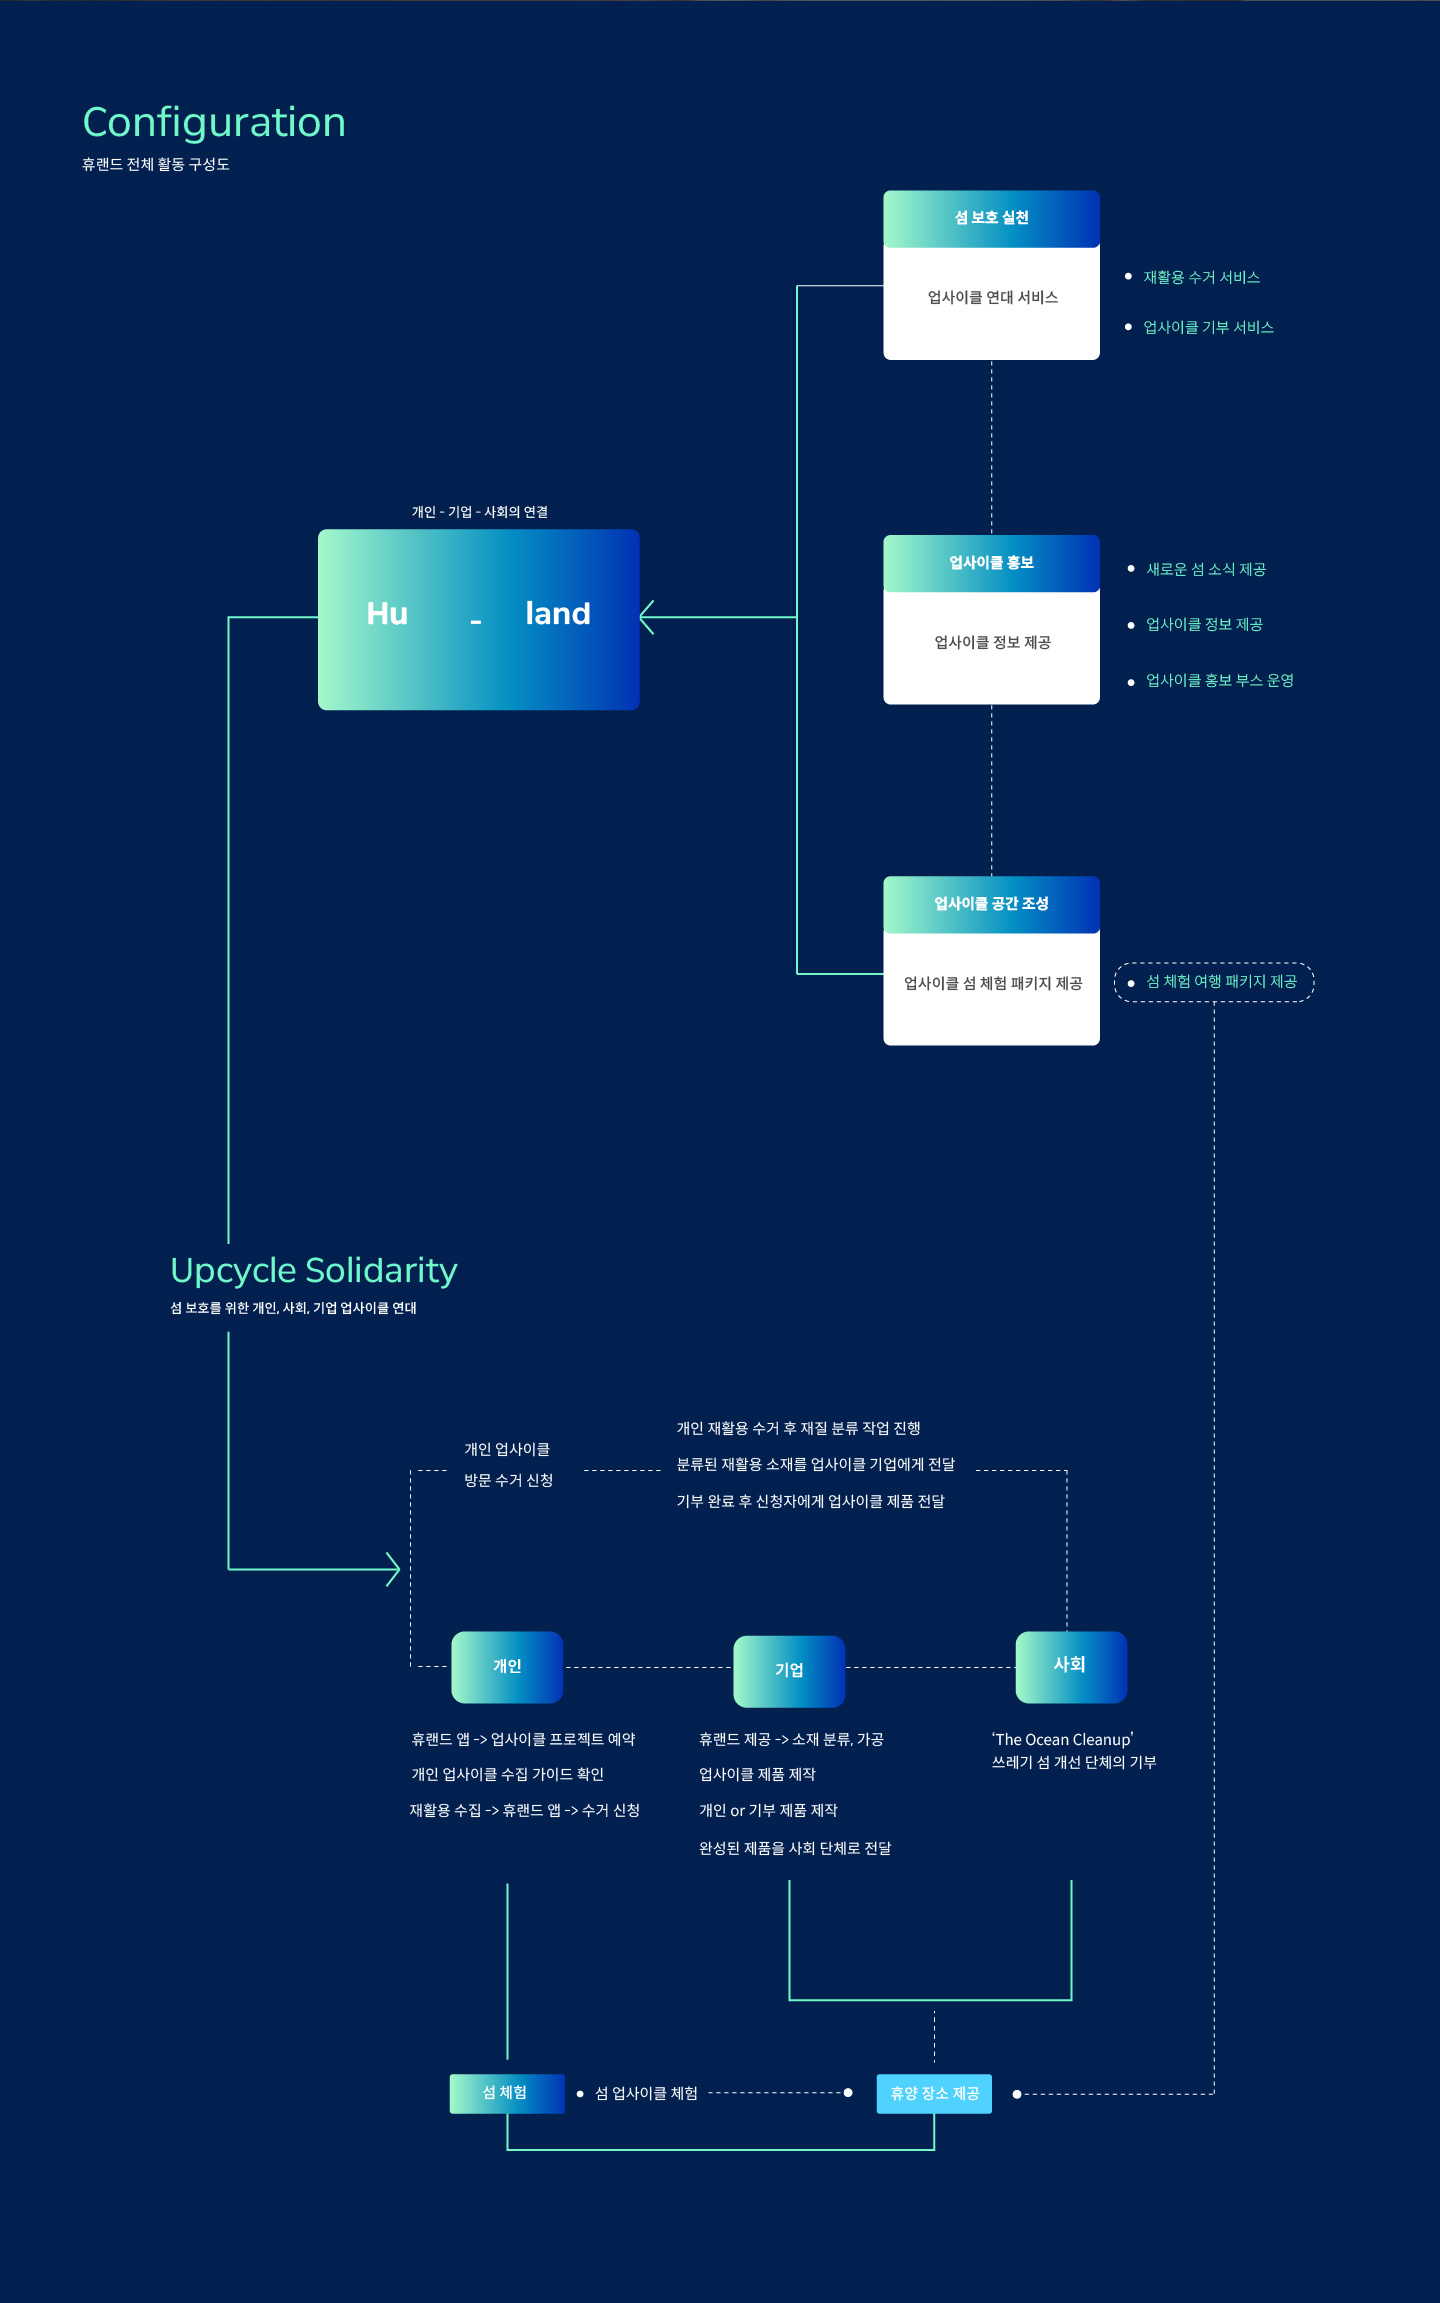 Configuration
휴랜드 전체 활동 구성도
섬 보호 실천
업사이클 연대 서비스
재활용 수거 서비스
업사이클 기부 서비스
개인 - 기업 - 사회의 연결
Hu - land
업사이클 홍보
업사이클 정보 제공
새로운 섬 소식 제공
업사이클 정보 제공
업사이클 홍보 부스 운영
업사이클 공간 조성
업사이클 섬 체험 패키지 제공
섬 체험 여행 패키지 제공
Upcycle Solidarity
섬 보호를 위한 개인, 사회, 기업 업사이클 연대
개인 업사이클
방문 수거 신청
개인 재활용 수거 후 재질 분류 작업 진행
분류된 재활용 소재를 업사이클 기업에게 전달
기부 완료 후 신청자에게 업사이클 제품 전달
개인
휴랜드 앱 -> 업사이클 프로젝트 예약
개인 업사이클 수집 가이드 확인
재활용 수집 -> 휴랜드 앱 -> 수거 신청
기업
휴랜드 제공 -> 소재 분류, 가공
업사이클 제품 제작
개인 or 기부 제품 제작
완성된 제품을 사회 단체로 전달
사회
‘The Ocean Cleanup’
쓰레기 섬 개선 단체의 기부
섬 체험
섬 업사이클 체험
휴양 장소 제공